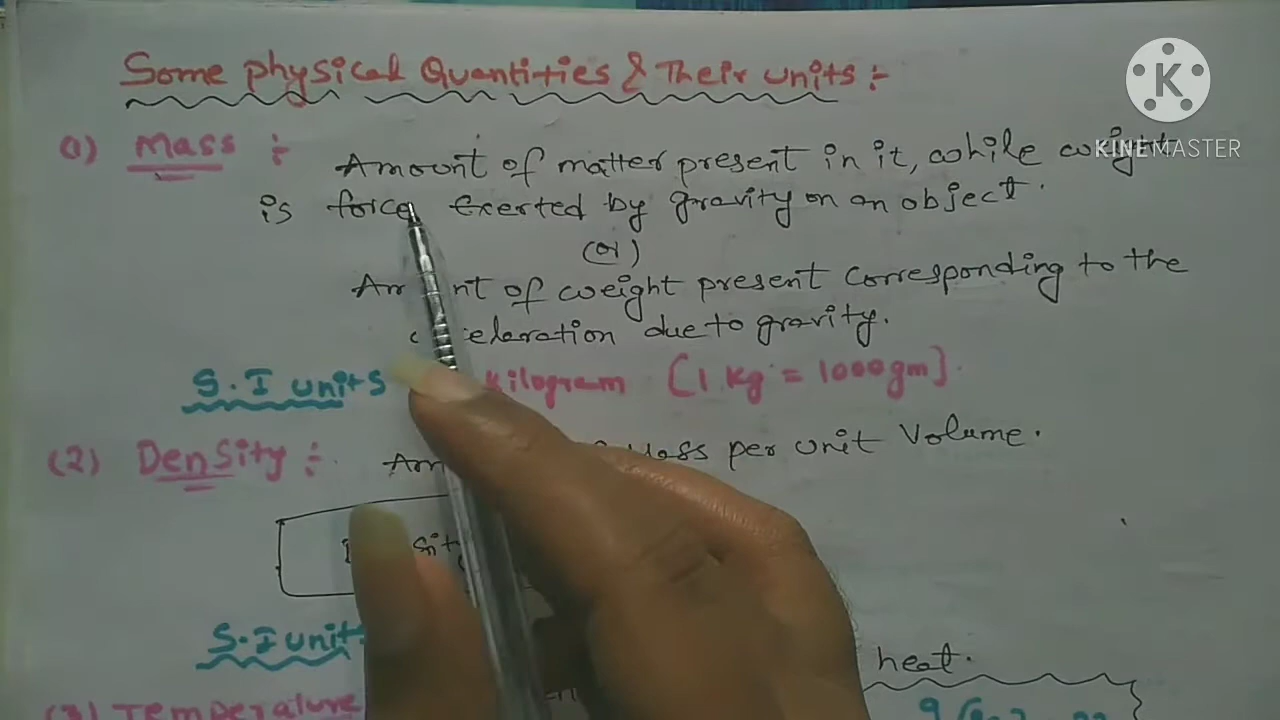 Some physical Quantities & Their units :-
(1) Mass :- Amount of matter present in it, while weight
is force exerted by gravity on an object.
(or)
of weight present corresponding to the
due to gravity.
S.I units Kilogram [1 Kg = 1000gm].
(2) Density :- Mass per unit Volume.
S.I unit
heat.
(3) Temperature
K
KINEMASTER